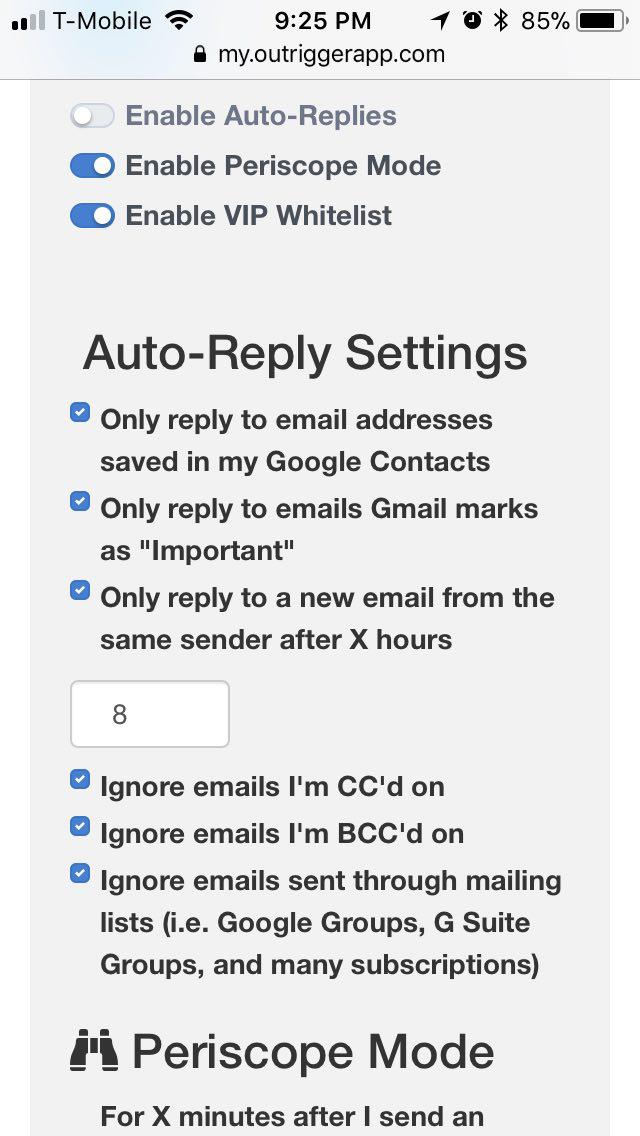 T-Mobile 9:25 PM 85%
my.outriggerapp.com
Enable Auto-Replies
Enable Periscope Mode
Enable VIP Whitelist
Auto-Reply Settings
Only reply to email addresses
saved in my Google Contacts
Only reply to emails Gmail marks
as "Important"
Only reply to a new email from the
same sender after X hours
8
Ignore emails I'm CC'd on
Ignore emails I'm BCC'd on
Ignore emails sent through mailing
lists (i.e. Google Groups, G Suite
Groups, and many subscriptions)
Periscope Mode
For X minutes after I send an